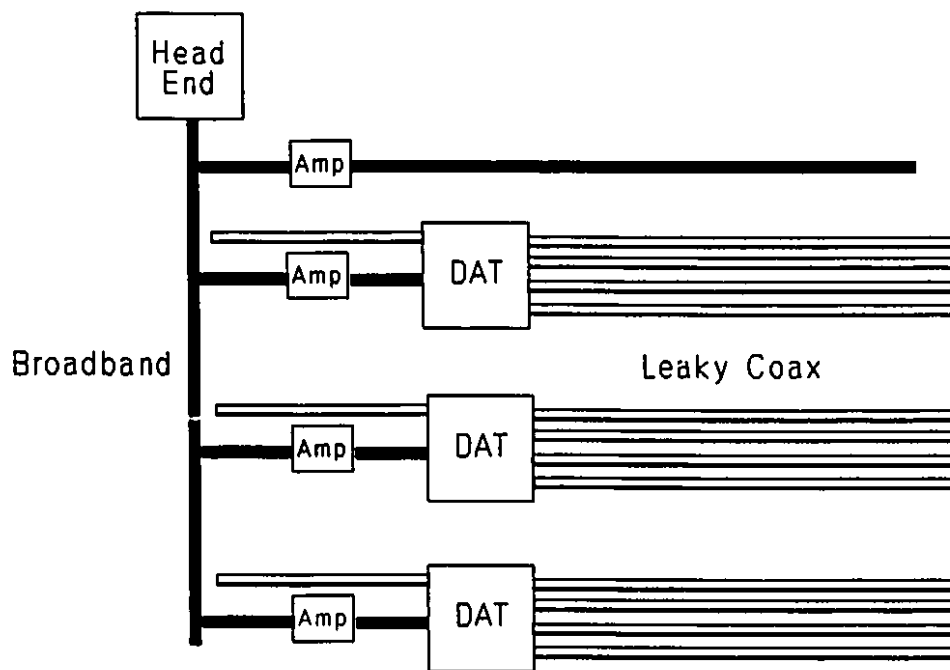 Head
End
Amp
Amp
DAT
Broadband
Leaky Coax
Amp
DAT
Amp
DAT